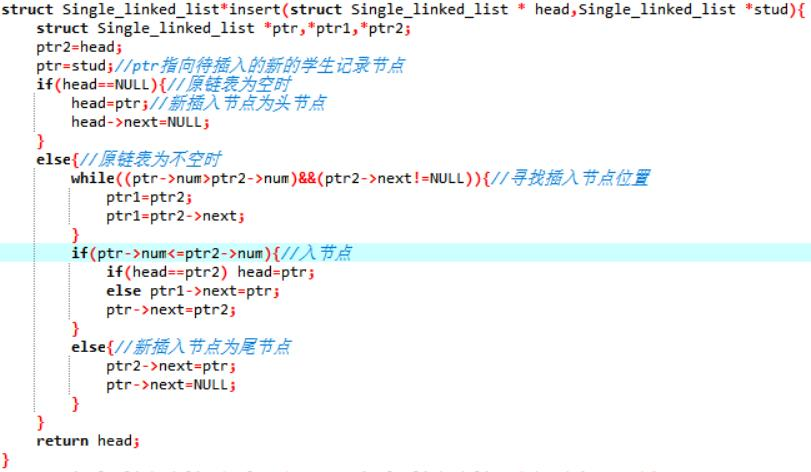 struct Single_linked_list*insert(struct Single_linked_list * head,Single_linked_list *stud){
struct Single_linked_list *ptr,*ptr1,*ptr2;
ptr2=head;
ptr=stud;//ptr指向待插入的新的学生记录节点
if(head==NULL){//原链表为空时
head=ptr;//新插入节点为头节点
head->next=NULL;
}
else{//原链表为不空时
while((ptr->num>ptr2->num)&&(ptr2->next!=NULL)){//寻找插入节点位置
ptr1=ptr2;
ptr1=ptr2->next;
}
if(ptr->num<=ptr2->num){//入节点
if(head==ptr2) head=ptr;
else ptr1->next=ptr;
ptr->next=ptr2;
}
else{//新插入节点为尾节点
ptr2->next=ptr;
ptr->next=NULL;
}
}
return head;
}